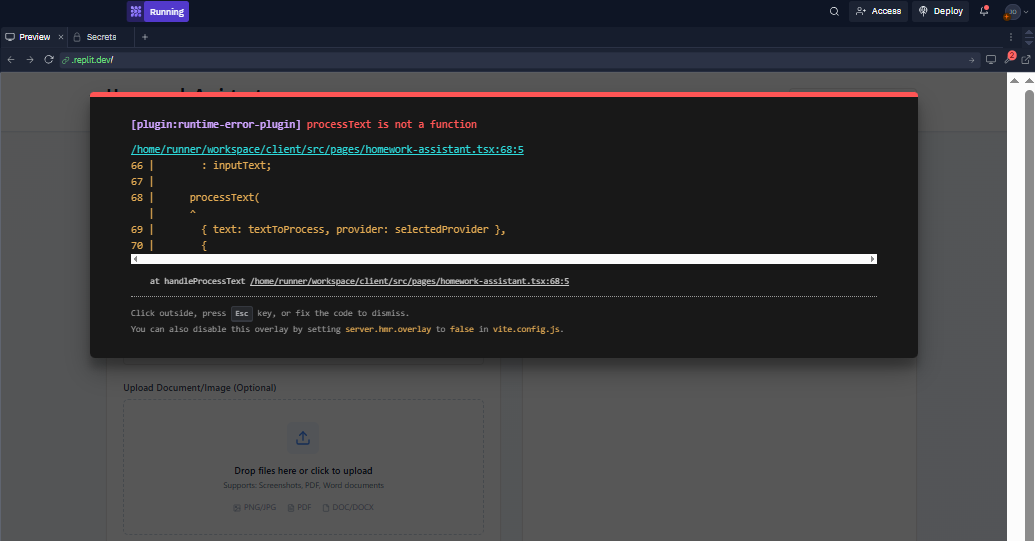 Running
Access
Deploy
JO
Preview
Secrets
.replit.dev/
2
[plugin:runtime-error-plugin] processText is not a function
/home/runner/workspace/client/src/pages/homework-assistant.tsx:68:5
66 | : inputText;
67 |
68 | processText(
| ^
69 | { text: textToProcess, provider: selectedProvider },
70 | {
at handleProcessText /home/runner/workspace/client/src/pages/homework-assistant.tsx:68:5
Click outside, press Esc key, or fix the code to dismiss.
You can also disable this overlay by setting server.hmr.overlay to false in vite.config.js.
Upload Document/Image (Optional)
Drop files here or click to upload
Supports: Screenshots, PDF, Word documents
PNG/JPG PDF DOC/DOCX